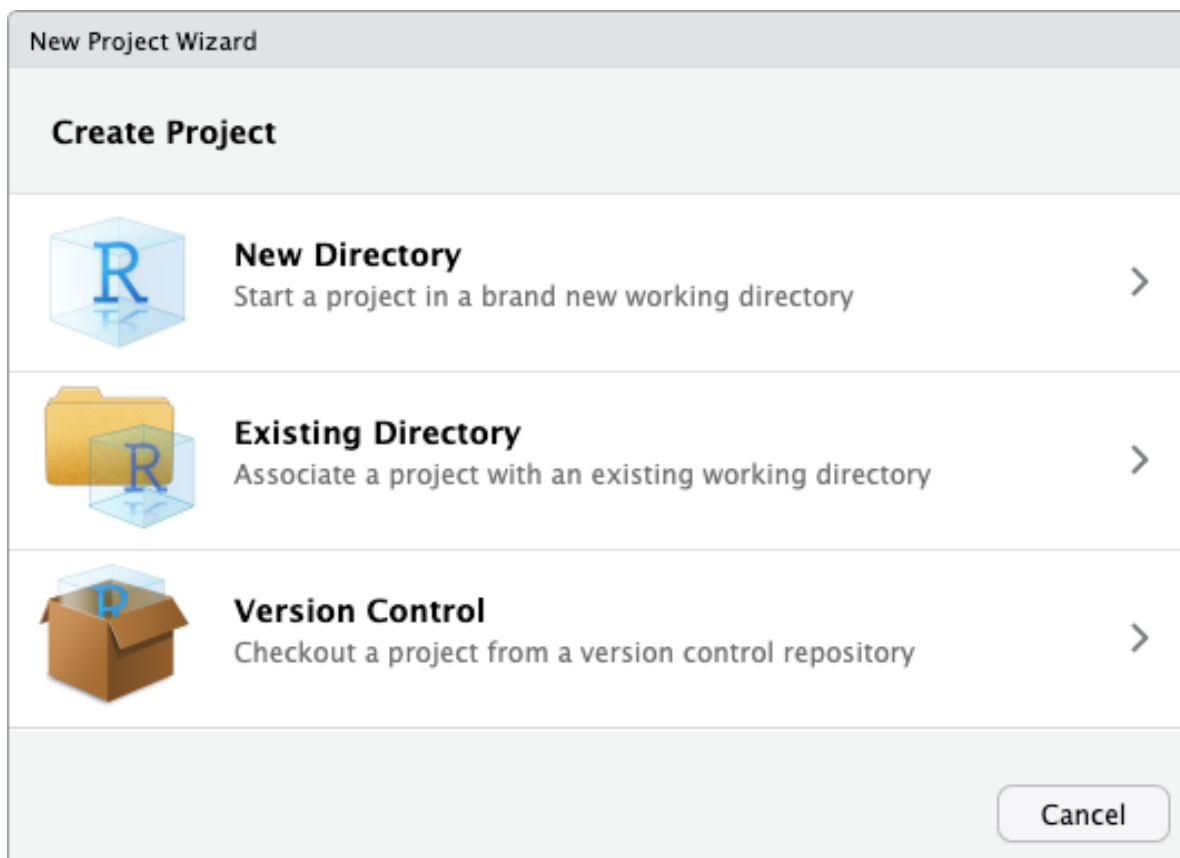 New Project Wizard
Create Project
R
New Directory
Start a project in a brand new working directory
R
Existing Directory
Associate a project with an existing working directory
R
Version Control
Checkout a project from a version control repository
Cancel